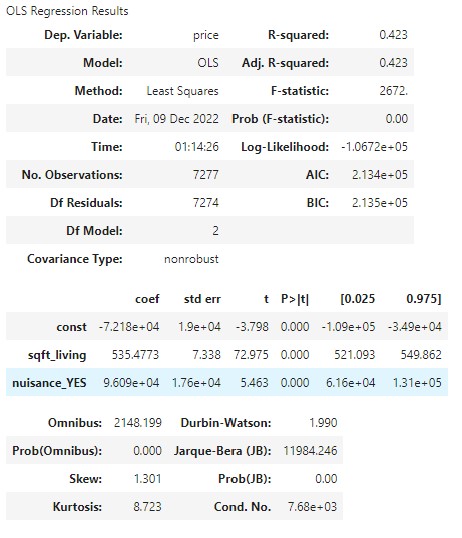 OLS Regression Results
Dep. Variable: price R-squared: 0.423
Model: OLS Adj. R-squared: 0.423
Method: Least Squares F-statistic: 2672.
Date: Fri, 09 Dec 2022 Prob (F-statistic): 0.00
Time: 01:14:26 Log-Likelihood: -1.0672e+05
No. Observations: 7277 AIC: 2.134e+05
Df Residuals: 7274 BIC: 2.135e+05
Df Model: 2
Covariance Type: nonrobust
coef std err t P>|t| [0.025 0.975]
const -7.218e+04 1.9e+04 -3.798 0.000 -1.09e+05 -3.49e+04
sqft_living 535.4773 7.338 72.975 0.000 521.093 549.862
nuisance_YES 9.609e+04 1.76e+04 5.463 0.000 6.16e+04 1.31e+05
Omnibus: 2148.199 Durbin-Watson: 1.990
Prob(Omnibus): 0.000 Jarque-Bera (JB): 11984.246
Skew: 1.301 Prob(JB): 0.00
Kurtosis: 8.723 Cond. No. 7.68e+03